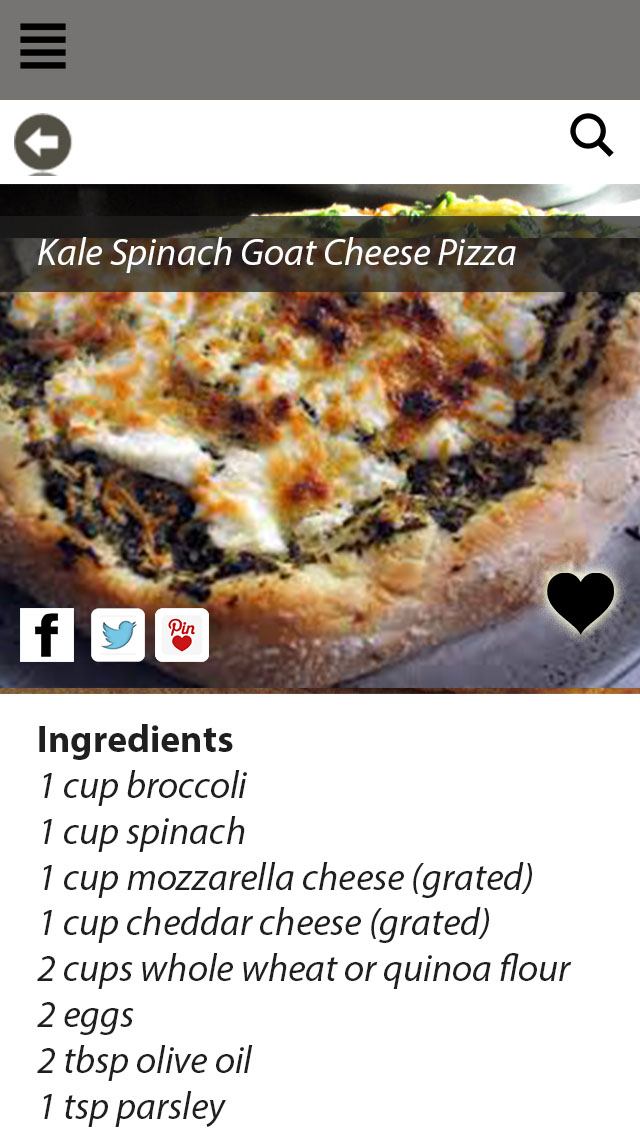 Kale Spinach Goat Cheese Pizza
f
Pin
Ingredients
1 cup broccoli
1 cup spinach
1 cup mozzarella cheese (grated)
1 cup cheddar cheese (grated)
2 cups whole wheat or quinoa flour
2 eggs
2 tbsp olive oil
1 tsp parsley